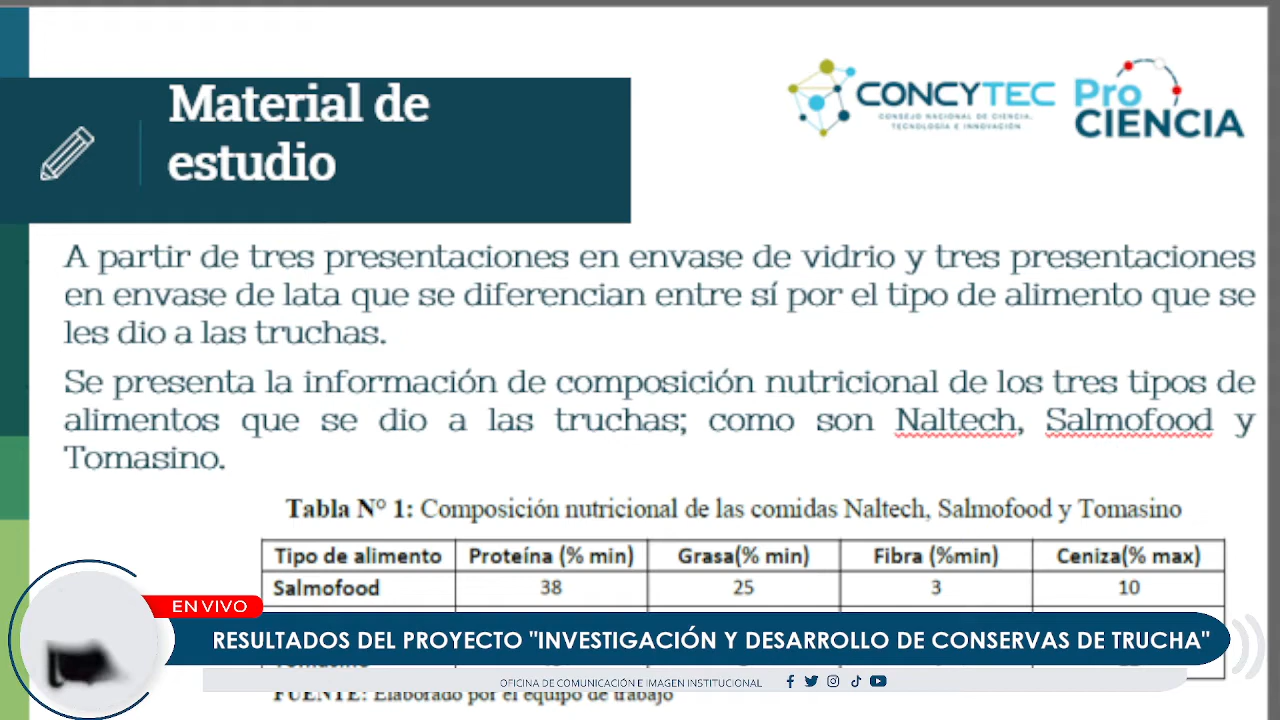 Material de
estudio
CONCYTEC
CONSEJO NACIONAL DE CIENCIA,
TECNOLOGÍA E INNOVACIÓN
Pro
CIENCIA
A partir de tres presentaciones en envase de vidrio y tres presentaciones
en envase de lata que se diferencian entre sí por el tipo de alimento que se
les dio a las truchas.
Se presenta la información de composición nutricional de los tres tipos de
alimentos que se dio a las truchas; como son Naltech, Salmofood y
Tomasino.
Tabla N° 1: Composición nutricional de las comidas Naltech, Salmofood y Tomasino
Tipo de alimento Proteína (% min) Grasa(% min) Fibra (%min) Ceniza(% max)
Salmofood 38 25 3 10
EN VIVO
RESULTADOS DEL PROYECTO "INVESTIGACIÓN Y DESARROLLO DE CONSERVAS DE TRUCHA"
OFICINA DE COMUNICACIÓN E IMAGEN INSTITUCIONAL
FUENTE: Elaborado por el equipo de trabajo